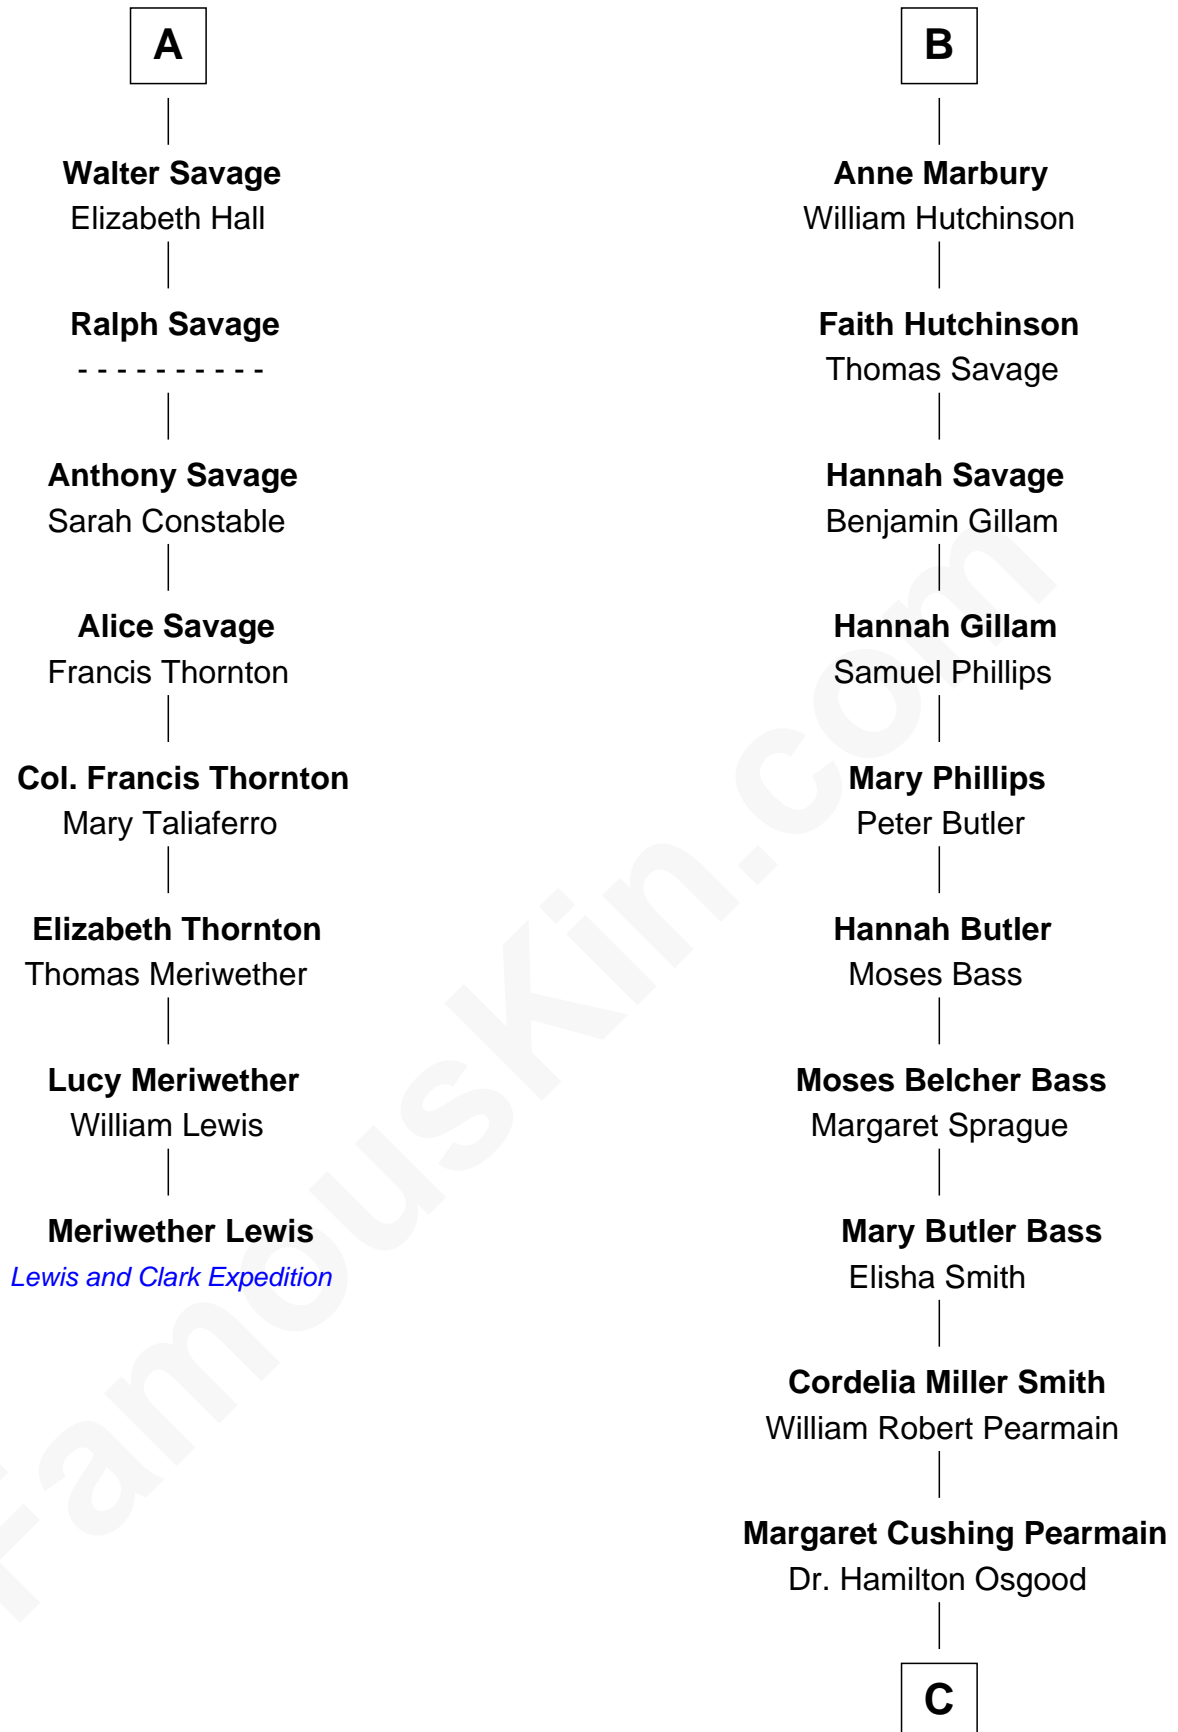 A
Walter Savage
Elizabeth Hall
Ralph Savage
- - - - - - - - - -
Anthony Savage
Sarah Constable
Alice Savage
Francis Thornton
Col. Francis Thornton
Mary Taliaferro
Elizabeth Thornton
Thomas Meriwether
Lucy Meriwether
William Lewis
Meriwether Lewis
Lewis and Clark Expedition
B
Anne Marbury
William Hutchinson
Faith Hutchinson
Thomas Savage
Hannah Savage
Benjamin Gillam
Hannah Gillam
Samuel Phillips
Mary Phillips
Peter Butler
Hannah Butler
Moses Bass
Moses Belcher Bass
Margaret Sprague
Mary Butler Bass
Elisha Smith
Cordelia Miller Smith
William Robert Pearmain
Margaret Cushing Pearmain
Dr. Hamilton Osgood
C
FamousKin.com